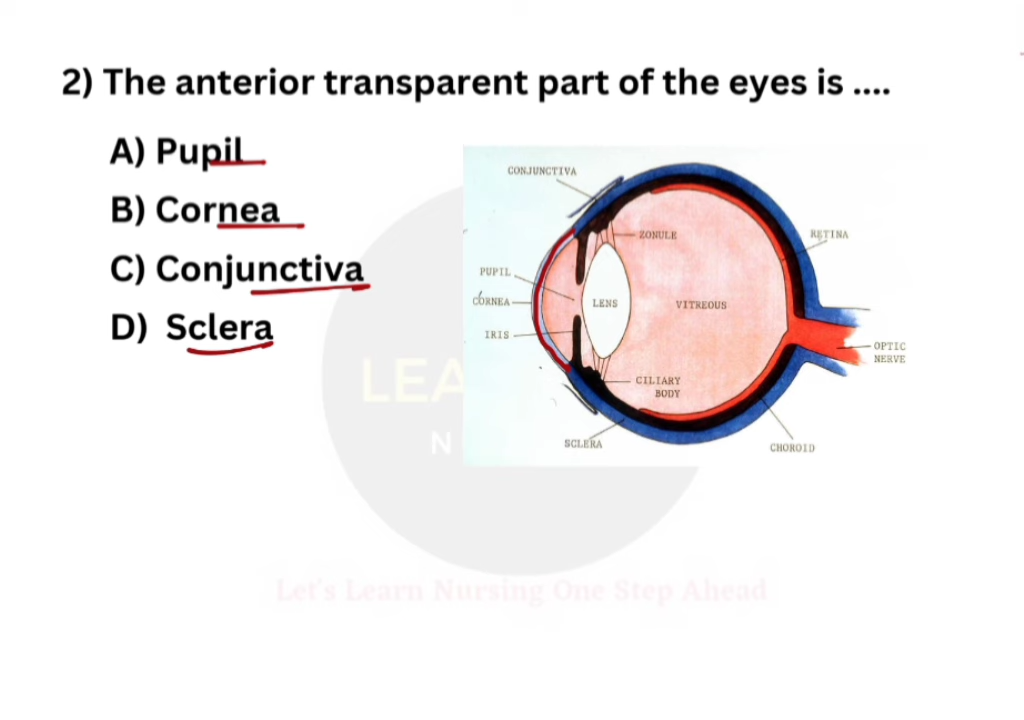 2) The anterior transparent part of the eyes is ....
A) Pupil
B) Cornea
C) Conjunctiva
D) Sclera
CONJUNCTIVA
ZONULE
RETINA
PUPIL
CORNEA
LENS
VITREOUS
IRIS
OPTIC
NERVE
CILIARY
BODY
SCLERA
CHOROID
LEA
N
Let's Learn Nursing One Step Ahead